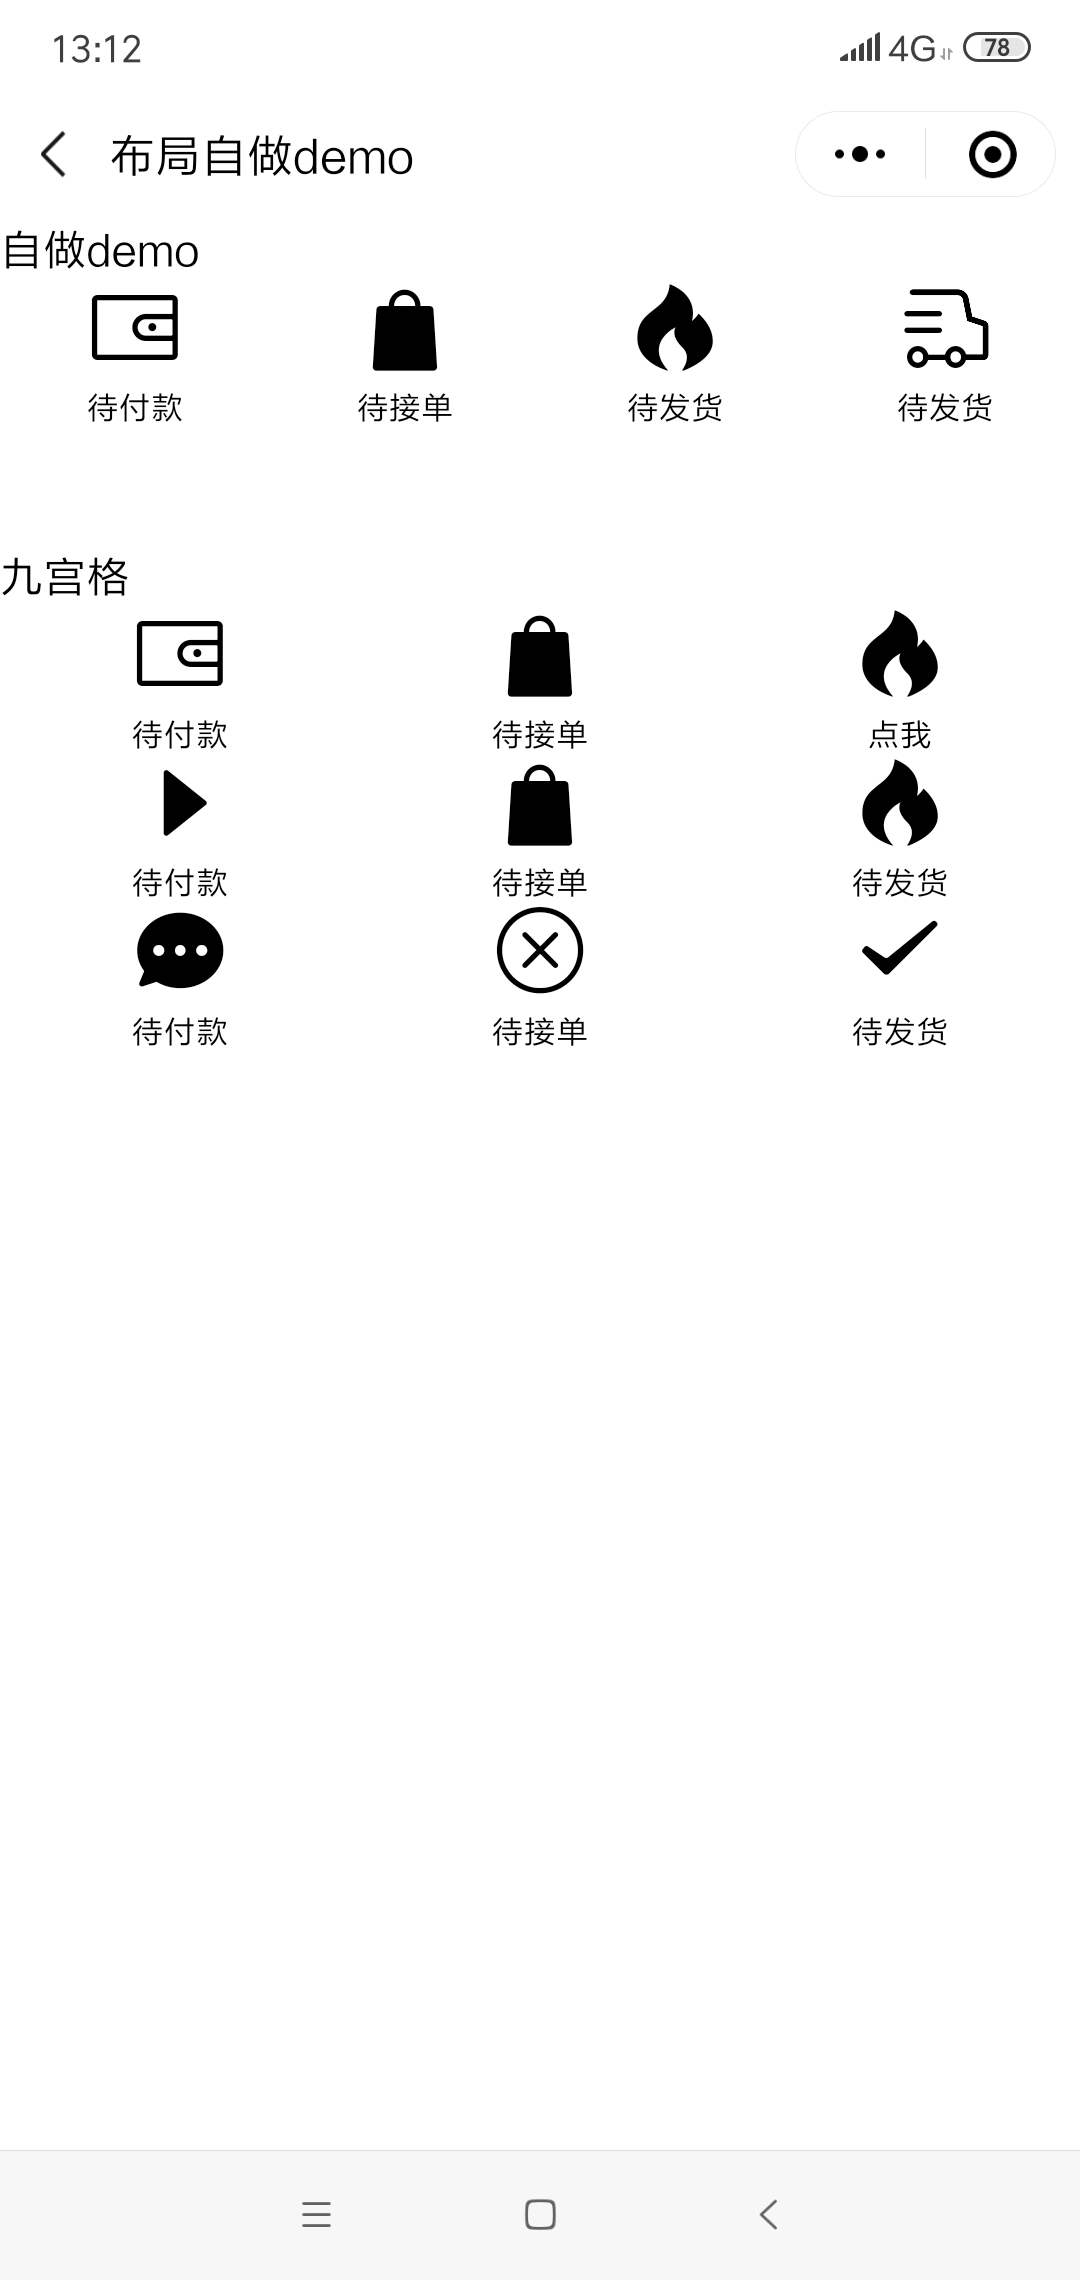 13:12 4G 78
布局自做demo
自做demo
待付款 待接单 待发货 待发货
九宫格
待付款 待接单 点我
待付款 待接单 待发货
待付款 待接单 待发货